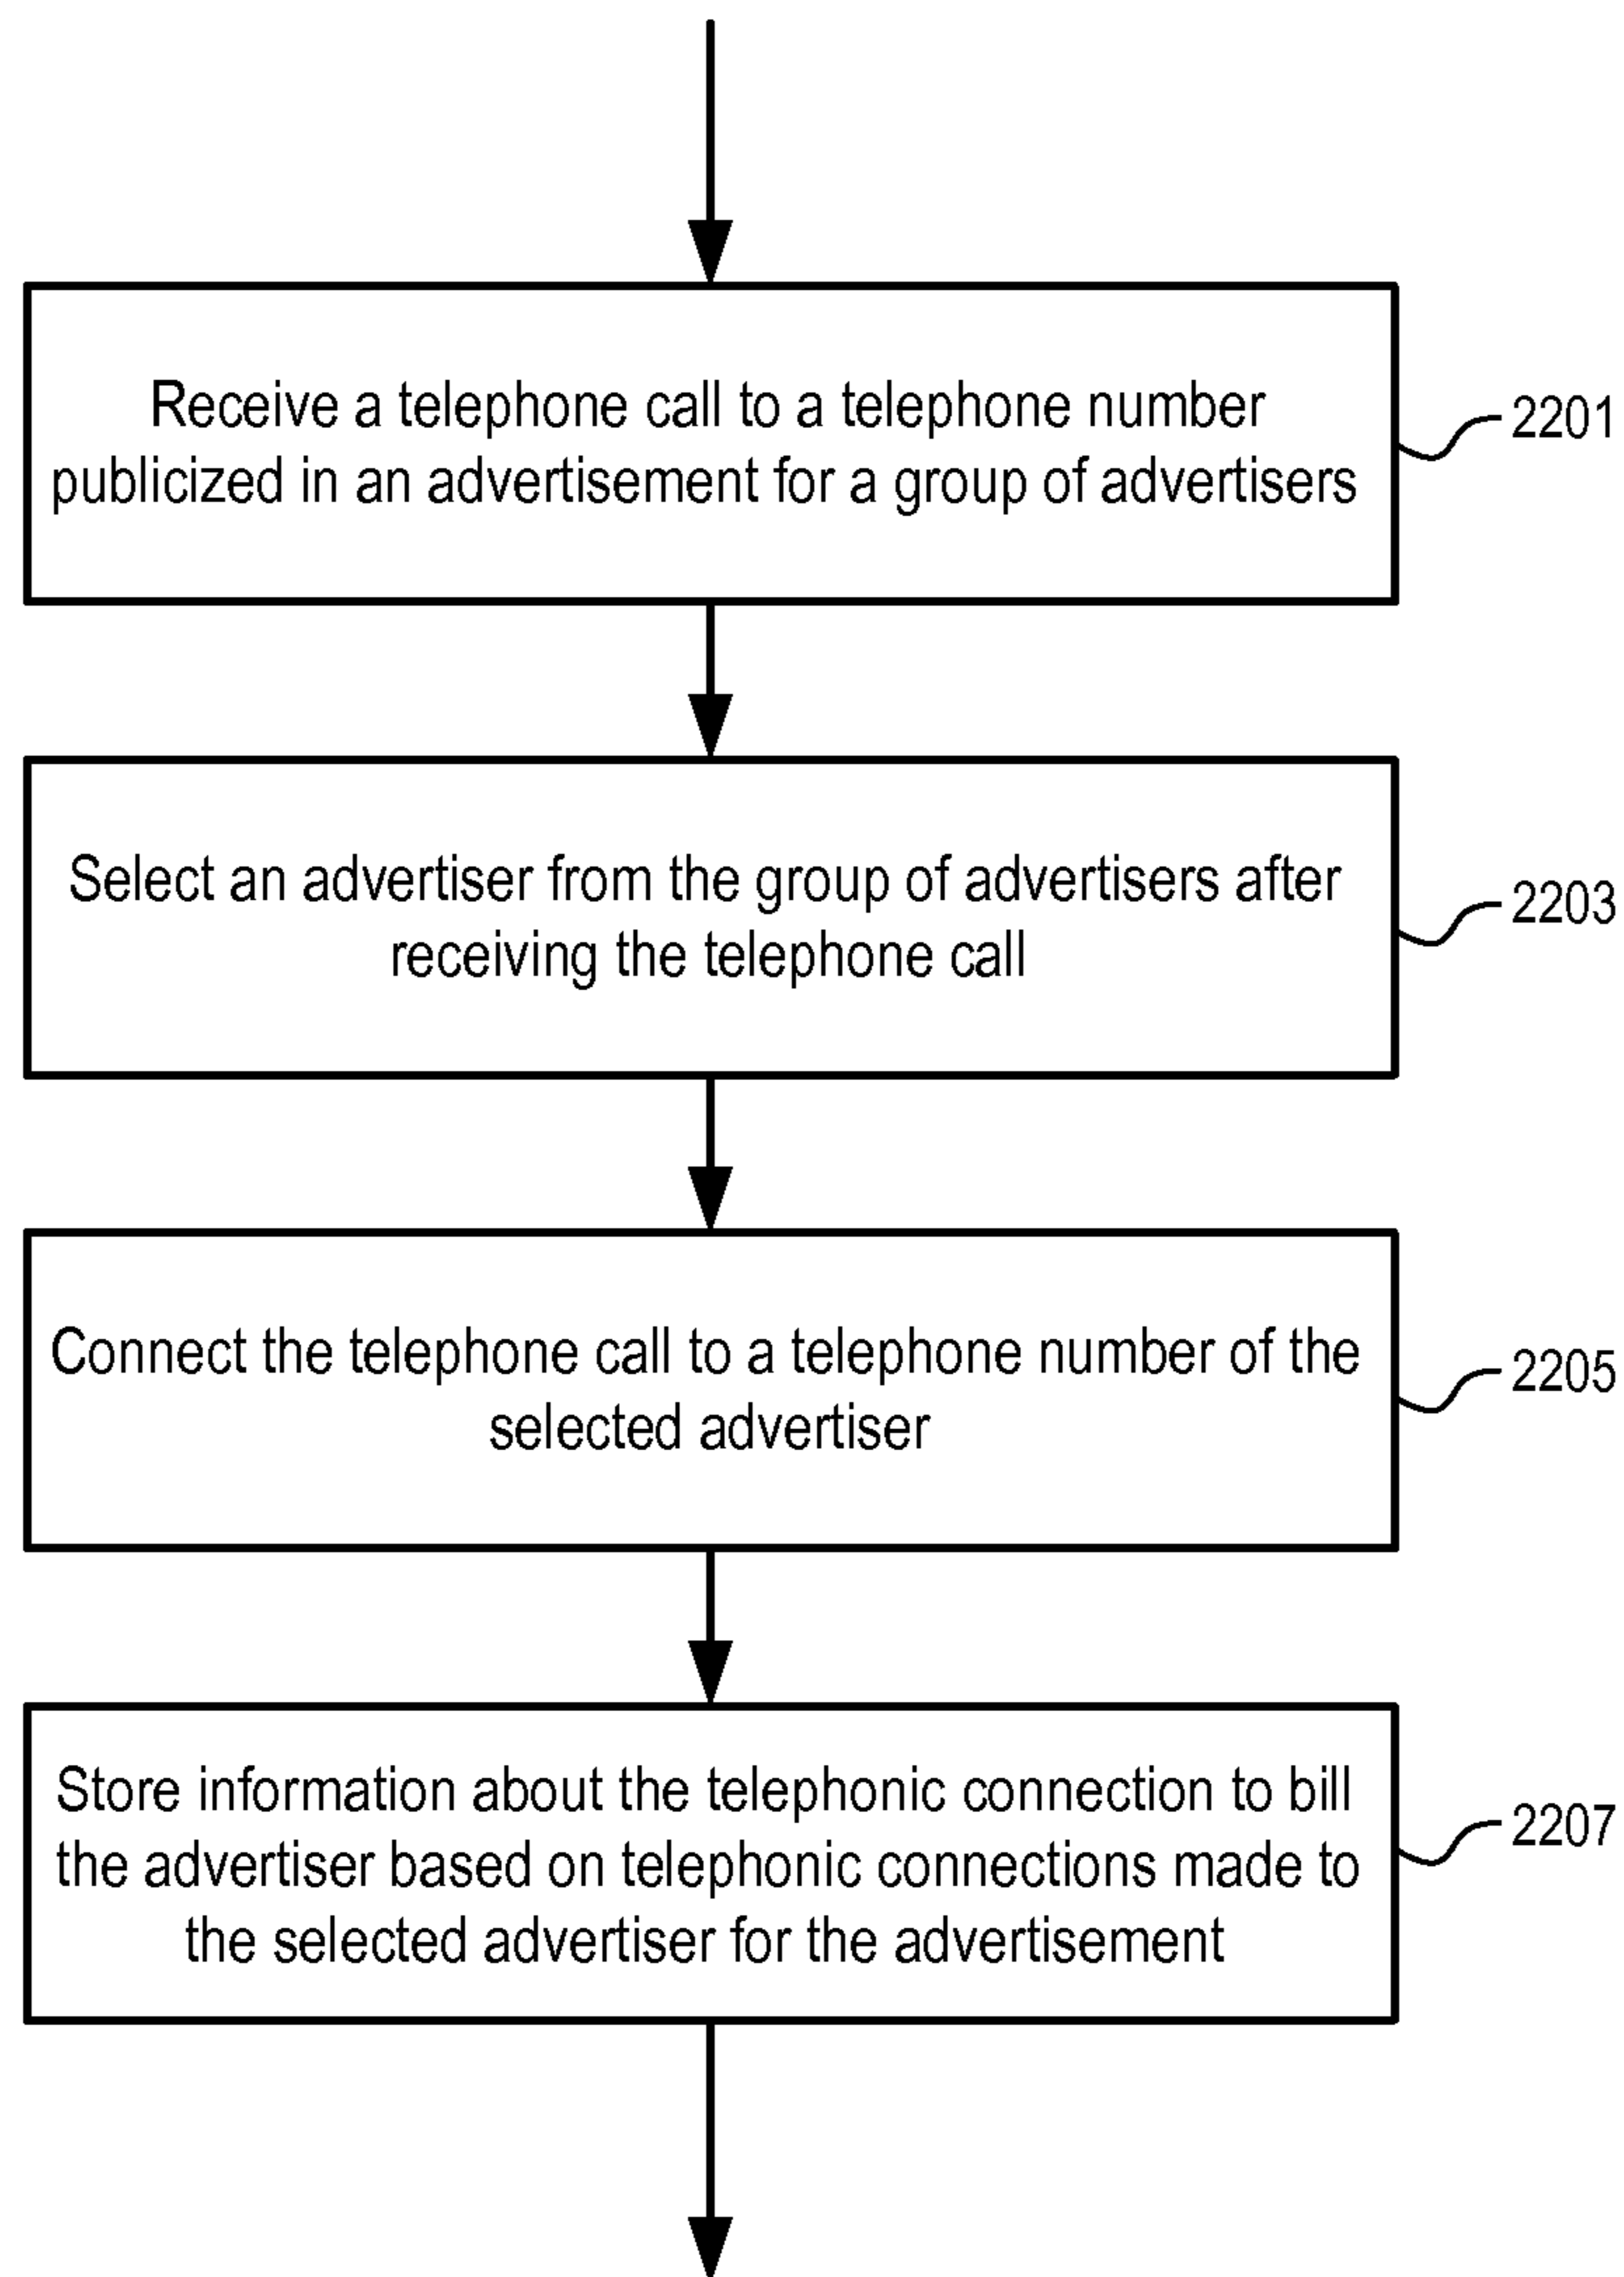 Receive a telephone call to a telephone number
publicized in an advertisement for a group of advertisers
2201
Select an advertiser from the group of advertisers after
receiving the telephone call
2203
Connect the telephone call to a telephone number of the
selected advertiser
2205
Store information about the telephonic connection to bill
the advertiser based on telephonic connections made to
the selected advertiser for the advertisement
2207